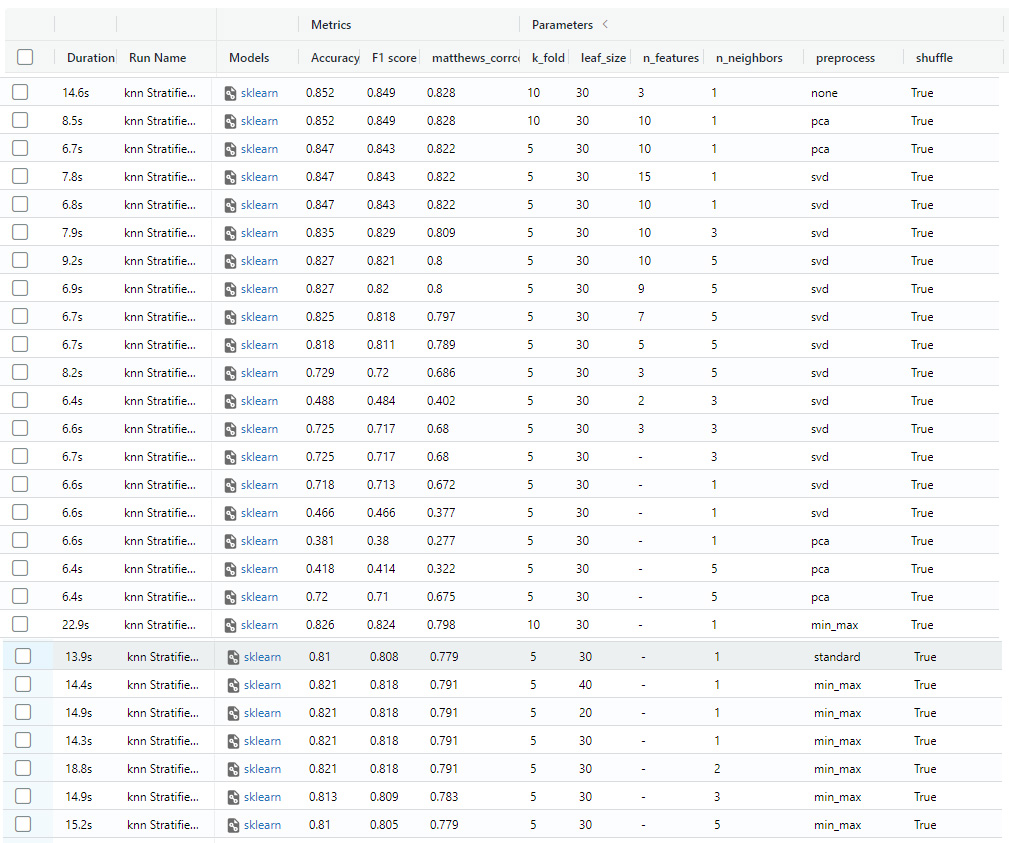 Metrics Parameters <
Duration Run Name Models Accuracy F1 score matthews_corrco k_fold leaf_size n_features n_neighbors preprocess shuffle
14.6s knn Stratifie... sklearn 0.852 0.849 0.828 10 30 3 1 none True
8.5s knn Stratifie... sklearn 0.852 0.849 0.828 10 30 10 1 pca True
6.7s knn Stratifie... sklearn 0.847 0.843 0.822 5 30 10 1 pca True
7.8s knn Stratifie... sklearn 0.847 0.843 0.822 5 30 15 1 svd True
6.8s knn Stratifie... sklearn 0.847 0.843 0.822 5 30 10 1 svd True
7.9s knn Stratifie... sklearn 0.835 0.829 0.809 5 30 10 3 svd True
9.2s knn Stratifie... sklearn 0.827 0.821 0.8 5 30 10 5 svd True
6.9s knn Stratifie... sklearn 0.827 0.82 0.8 5 30 9 5 svd True
6.7s knn Stratifie... sklearn 0.825 0.818 0.797 5 30 7 5 svd True
6.7s knn Stratifie... sklearn 0.818 0.811 0.789 5 30 5 5 svd True
8.2s knn Stratifie... sklearn 0.729 0.72 0.686 5 30 3 5 svd True
6.4s knn Stratifie... sklearn 0.488 0.484 0.402 5 30 2 3 svd True
6.6s knn Stratifie... sklearn 0.725 0.717 0.68 5 30 3 3 svd True
6.7s knn Stratifie... sklearn 0.725 0.717 0.68 5 30 - 3 svd True
6.6s knn Stratifie... sklearn 0.718 0.713 0.672 5 30 - 1 svd True
6.6s knn Stratifie... sklearn 0.466 0.466 0.377 5 30 - 1 svd True
6.6s knn Stratifie... sklearn 0.381 0.38 0.277 5 30 - 1 pca True
6.4s knn Stratifie... sklearn 0.418 0.414 0.322 5 30 - 5 pca True
6.4s knn Stratifie... sklearn 0.72 0.71 0.675 5 30 - 5 pca True
22.9s knn Stratifie... sklearn 0.826 0.824 0.798 10 30 - 1 min_max True
13.9s knn Stratifie... sklearn 0.81 0.808 0.779 5 30 - 1 standard True
14.4s knn Stratifie... sklearn 0.821 0.818 0.791 5 40 - 1 min_max True
14.9s knn Stratifie... sklearn 0.821 0.818 0.791 5 20 - 1 min_max True
14.3s knn Stratifie... sklearn 0.821 0.818 0.791 5 30 - 1 min_max True
18.8s knn Stratifie... sklearn 0.821 0.818 0.791 5 30 - 2 min_max True
14.9s knn Stratifie... sklearn 0.813 0.809 0.783 5 30 - 3 min_max True
15.2s knn Stratifie... sklearn 0.81 0.805 0.779 5 30 - 5 min_max True